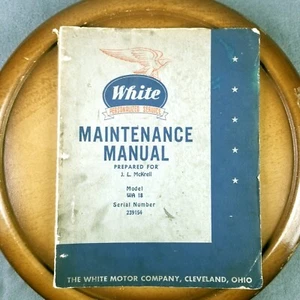 White
PERSONALIZED SERVICE
MAINTENANCE
MANUAL
PREPARED FOR
J. L. McKrell
Model
WA 18
Serial Number
239154
THE WHITE MOTOR COMPANY, CLEVELAND, OHIO